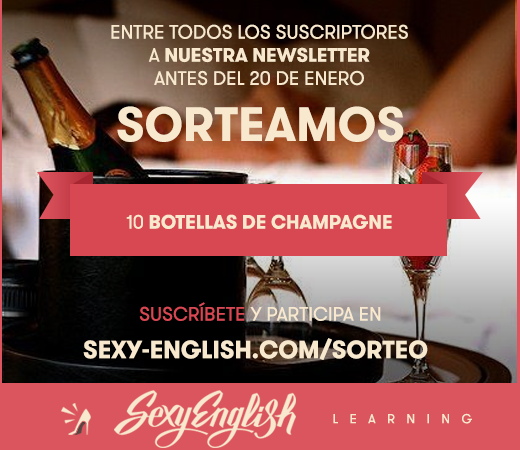 ENTRE TODOS LOS SUSCRIPTORES
A NUESTRA NEWSLETTER
ANTES DEL 20 DE ENERO
SORTEAMOS
10 BOTELLAS DE CHAMPAGNE
SUSCRÍBETE Y PARTICIPA EN
SEXY-ENGLISH.COM/SORTEO
SexyEnglish LEARNING